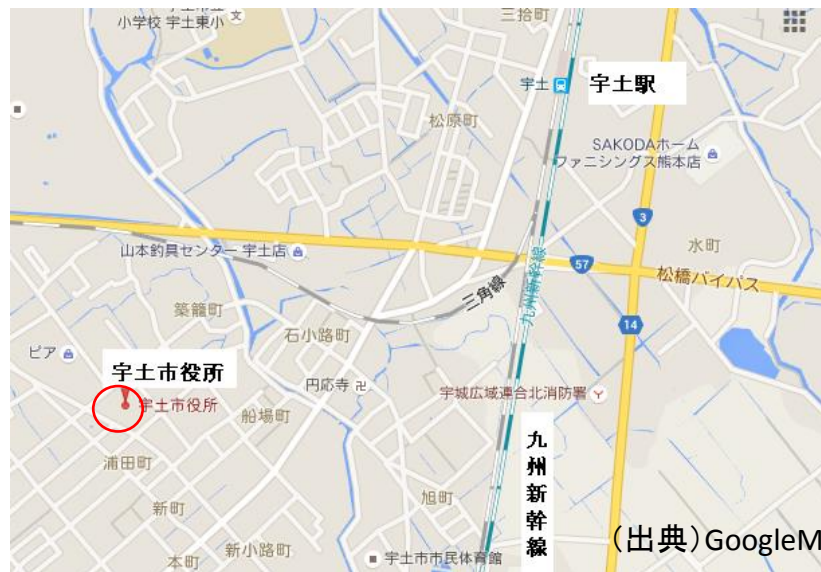 三拾町
小学校 宇土東小
宇土
宇土駅
松原町
SAKODAホーム
ファニシングス熊本店
3
水町
山本釣具センター 宇土店
57
松橋バイパス
三角線
九州新幹線
築籠町
石小路町
14
ピア
宇土市役所
円応寺
宇城広域連合北消防署
宇土市役所
船場町
九州新幹線
浦田町
旭町
新町
(出典)GoogleM
新小路町
宇土市市民体育館
本町